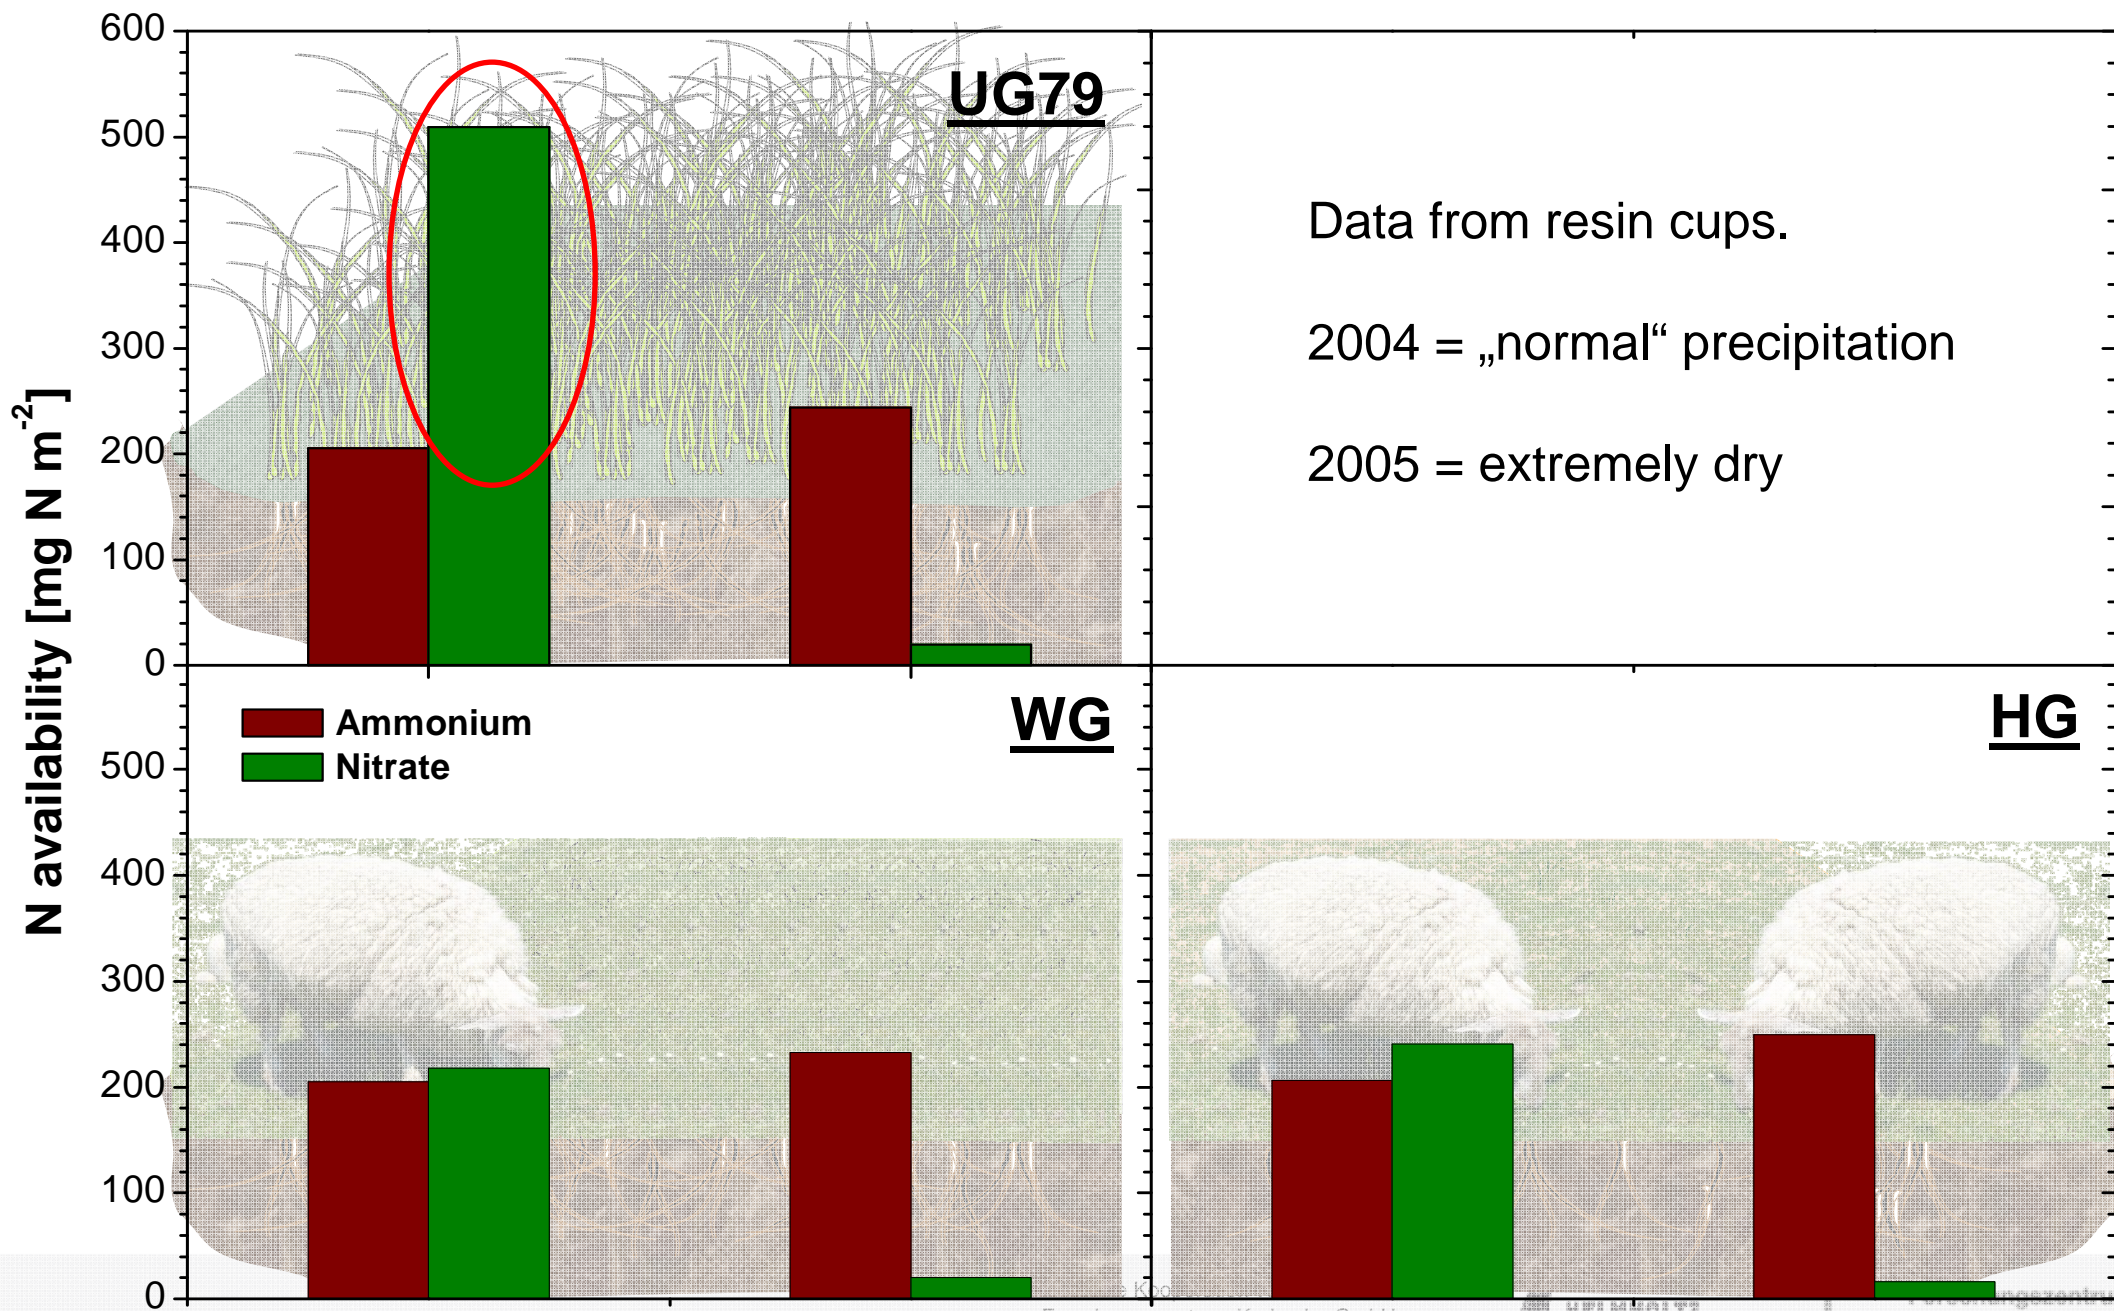 N availability [mg N m-2]
600
500
400
300
200
100
0
UG79
Data from resin cups.
2004 = „normal“ precipitation
2005 = extremely dry
500
400
300
200
100
0
Ammonium
Nitrate
WG
HG